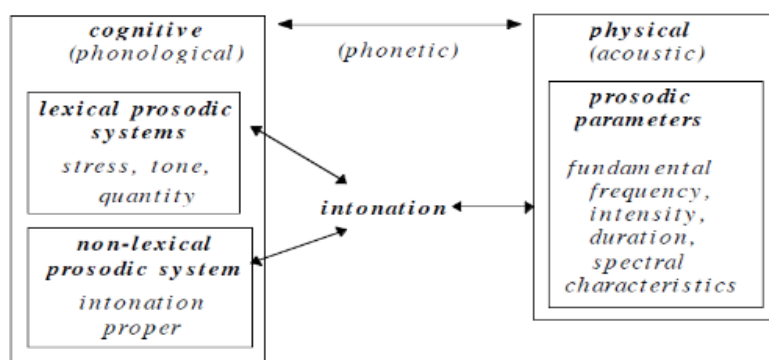 cognitive
(phonological)
lexical prosodic
systems
stress, tone,
quantity
non-lexical
prosodic system
intonation
proper
(phonetic)
intonation
physical
(acoustic)
prosodic
parameters
fundamental
frequency,
intensity,
duration,
spectral
characteristics